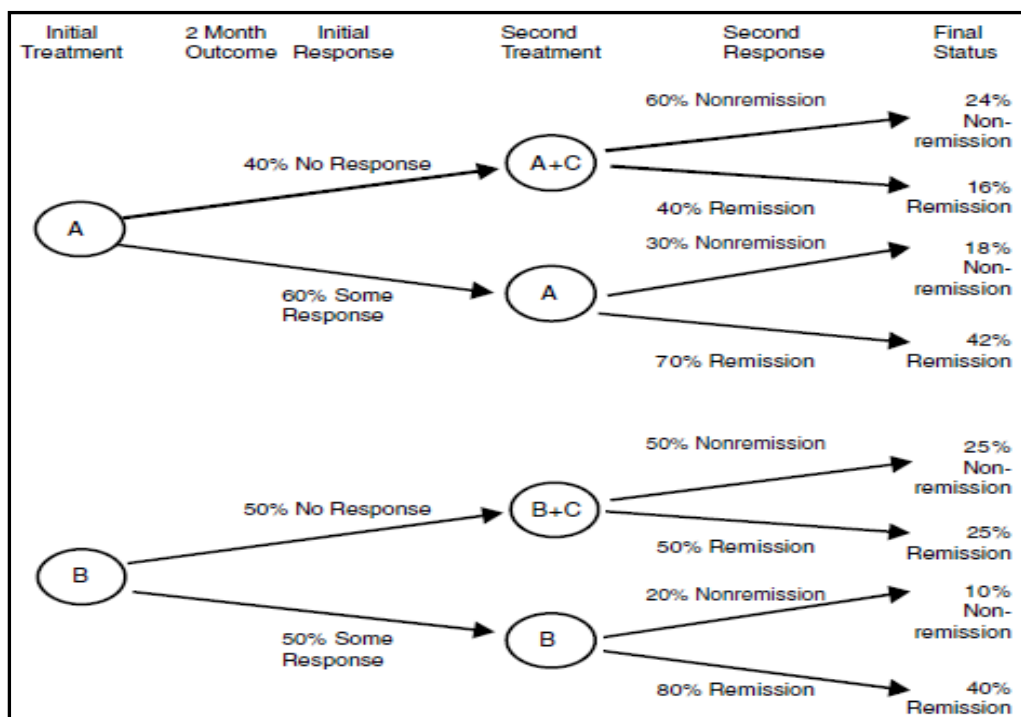 Initial 2 Month Initial Second Second Final
Treatment Outcome Response Treatment Response Status
60% Nonremission 24%
Non-
remission
40% No Response A+C
16%
40% Remission Remission
A
30% Nonremission 18%
Non-
remission
60% Some A
Response
42%
70% Remission Remission
50% Nonremission 25%
Non-
remission
50% No Response B+C
25%
50% Remission Remission
B
20% Nonremission 10%
Non-
remission
50% Some B
Response
80% Remission 40%
Remission